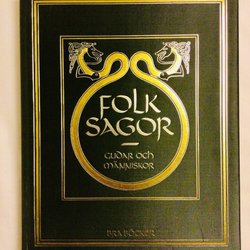 FOLK
SAGOR
GUDAR OCH
MÄNNISKOR
BRA BÖCKER